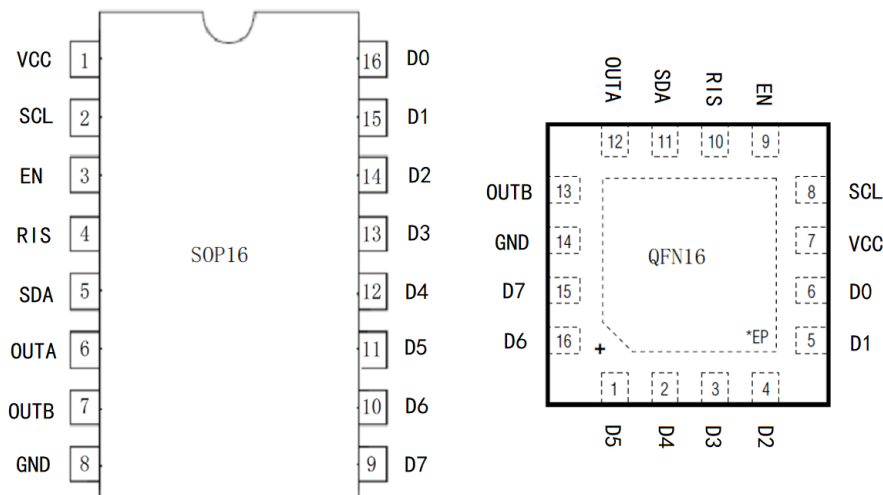 VCC 1 16 D0
SCL 2 15 D1
EN 3 14 D2
RIS 4 13 D3
SOP16
SDA 5 12 D4
OUTA 6 11 D5
OUTB 7 10 D6
GND 8 9 D7
OUTA SDA RIS EN
12 11 10 9
OUTB 13 8 SCL
GND 14 7 VCC
QFN16
D7 15 6 D0
D6 16 + *EP 5 D1
1 2 3 4
D5 D4 D3 D2